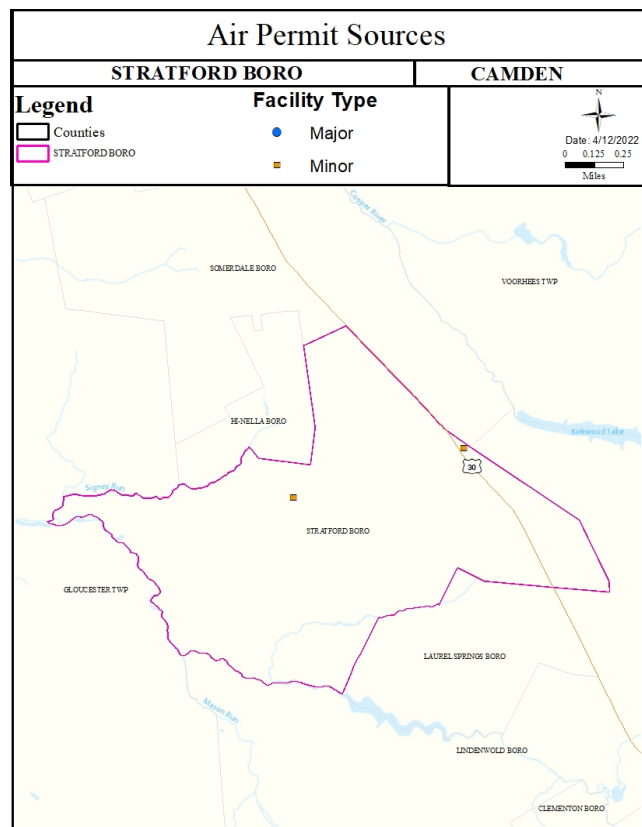 Air Permit Sources
STRATFORD BORO
CAMDEN
Legend
Counties
STRATFORD BORO
Facility Type
Major
Minor
N
Date: 4/12/2022
0 0.125 0.25
Miles
Cooper River
SOMERDALE BORO
VOORHEES TWP
HI-NELLA BORO
Kirkwood Lake
30
Signey Run
STRATFORD BORO
GLOUCESTER TWP
LAUREL SPRINGS BORO
Mason Run
LINDENWOLD BORO
CLEMENTON BORO